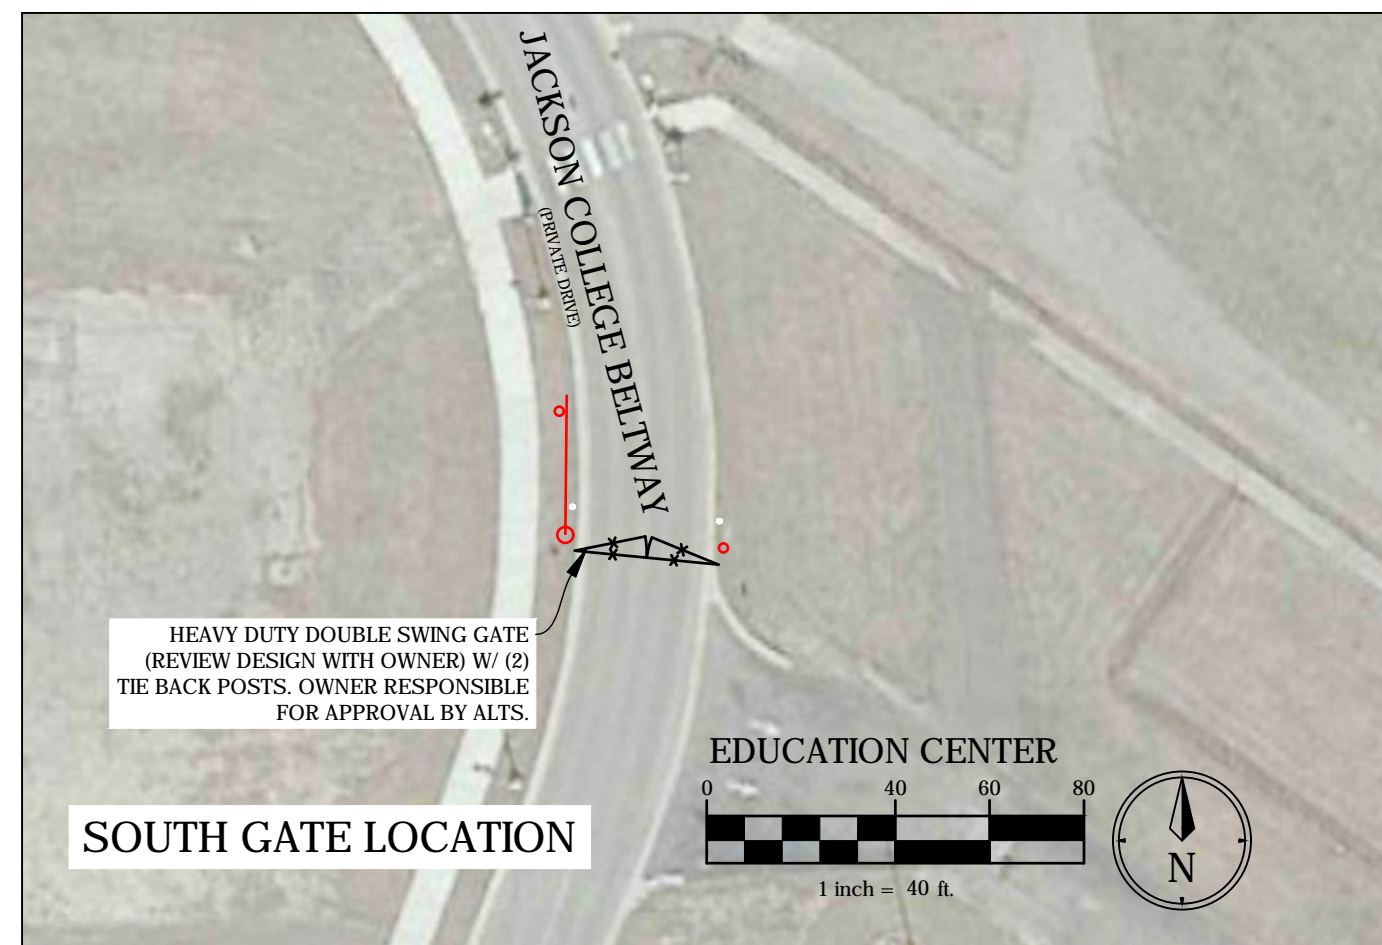 JACKSON COLLEGE BELTWAY
(PRIVATE DRIVE)
HEAVY DUTY DOUBLE SWING GATE
(REVIEW DESIGN WITH OWNER) W/ (2)
TIE BACK POSTS. OWNER RESPONSIBLE
FOR APPROVAL BY ALTS.
EDUCATION CENTER
0 40 60 80
1 inch = 40 ft.
SOUTH GATE LOCATION
N